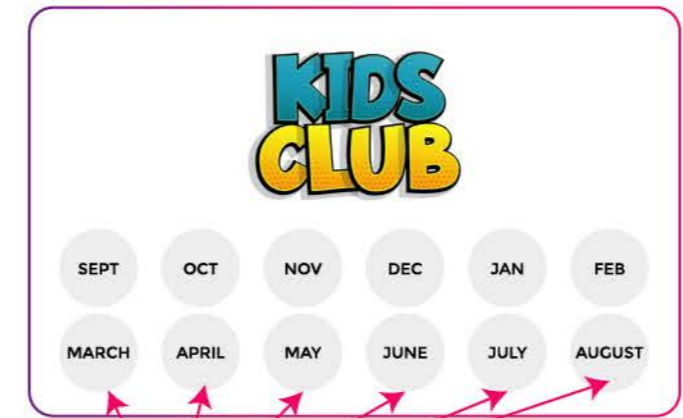 KIDS
CLUB
SEPT OCT NOV DEC JAN FEB
MARCH APRIL MAY JUNE JULY AUGUST